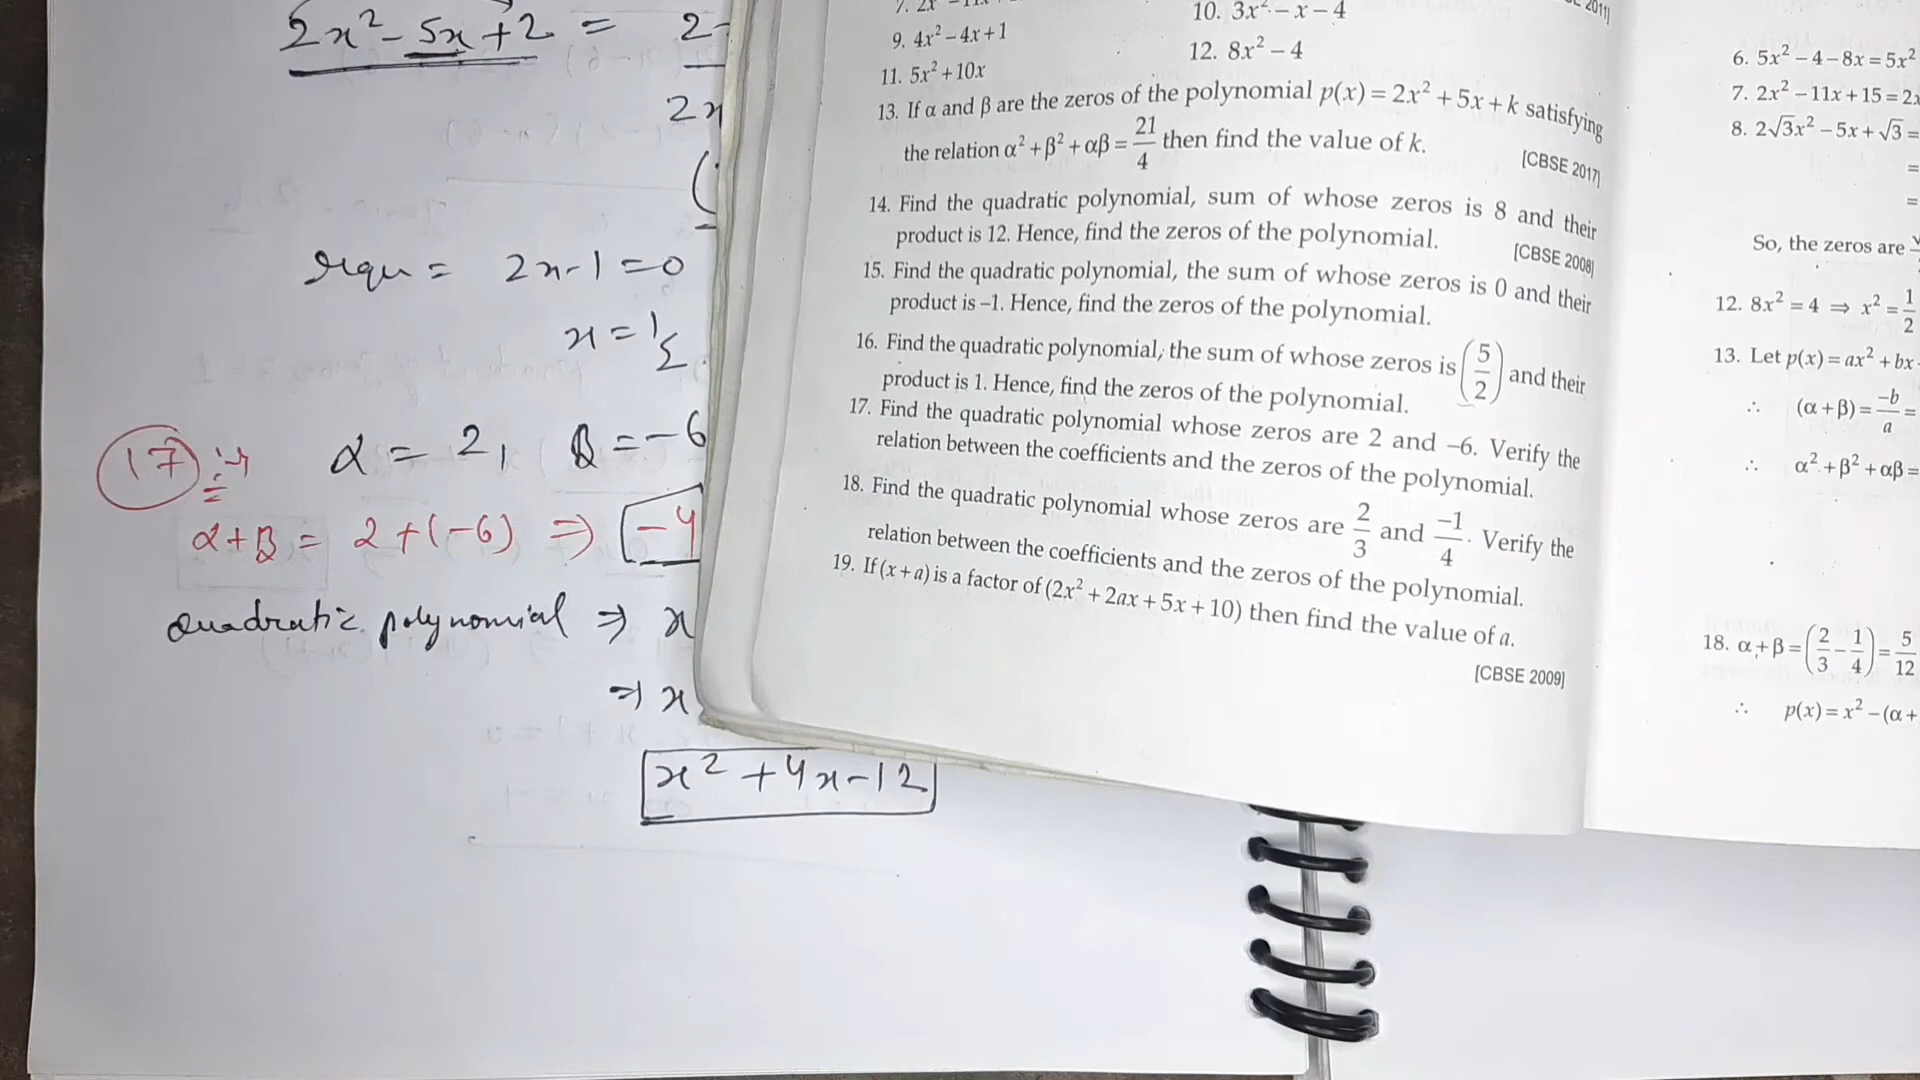 2x² - 5x + 2 = 2
2x
(
2x - 1 = 0
x = 1/2
17 α = 2, β = -6
α + β = 2 + (-6) ⇒ -4
Quadratic polynomial ⇒ x
⇒ x
x² + 4x - 12
10. 3x² – x – 4
9. 4x² – 4x + 1
12. 8x² – 4
11. 5x² + 10x
13. If α and β are the zeros of the polynomial p(x) = 2x² + 5x + k satisfying
the relation α² + β² + αβ = 21/4 then find the value of k.
[CBSE 2017]
14. Find the quadratic polynomial, sum of whose zeros is 8 and their
product is 12. Hence, find the zeros of the polynomial.
[CBSE 2008]
15. Find the quadratic polynomial, the sum of whose zeros is 0 and their
product is –1. Hence, find the zeros of the polynomial.
16. Find the quadratic polynomial, the sum of whose zeros is (5/2) and their
product is 1. Hence, find the zeros of the polynomial.
17. Find the quadratic polynomial whose zeros are 2 and –6. Verify the
relation between the coefficients and the zeros of the polynomial.
18. Find the quadratic polynomial whose zeros are 2/3 and -1/4. Verify the
relation between the coefficients and the zeros of the polynomial.
19. If (x + a) is a factor of (2x² + 2ax + 5x + 10) then find the value of a.
[CBSE 2009]
6. 5x² – 4 – 8x = 5x²
7. 2x² – 11x + 15 = 2x
8. 2√3x² – 5x + √3 =
=
=
So, the zeros are
12. 8x² = 4 ⇒ x² = 1/2
13. Let p(x) = ax² + bx
∴ (α + β) = -b/a =
∴ α² + β² + αβ =
18. α + β = (2/3 - 1/4) = 5/12
∴ p(x) = x² – (α +